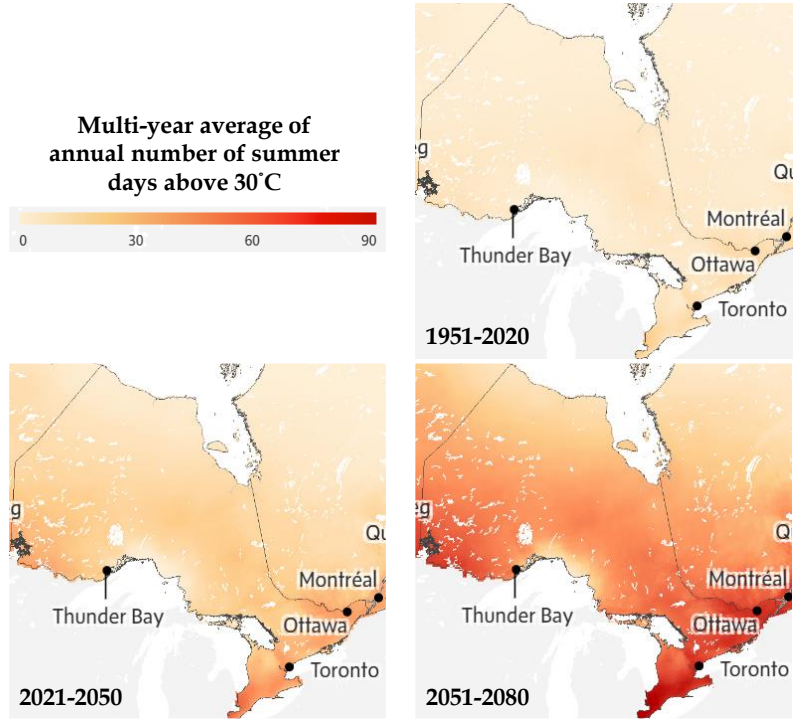 Multi-year average of
annual number of summer
days above 30°C
0 30 60 90
eg
Qu
Montréal
Thunder Bay
Ottawa
Toronto
1951-2020
eg
Qu
Montréal
Thunder Bay
Ottawa
Toronto
2021-2050
eg
Qu
Montréal
Thunder Bay
Ottawa
Toronto
2051-2080